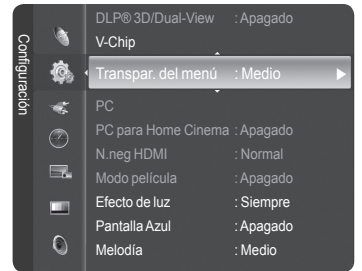 Configuración
DLP® 3D/Dual-View : Apagado
V-Chip
Transpar. del menú : Medio
PC
PC para Home Cinema : Apagado
N.neg HDMI : Normal
Modo película : Apagado
Efecto de luz : Siempre
Pantalla Azul : Apagado
Melodía : Medio